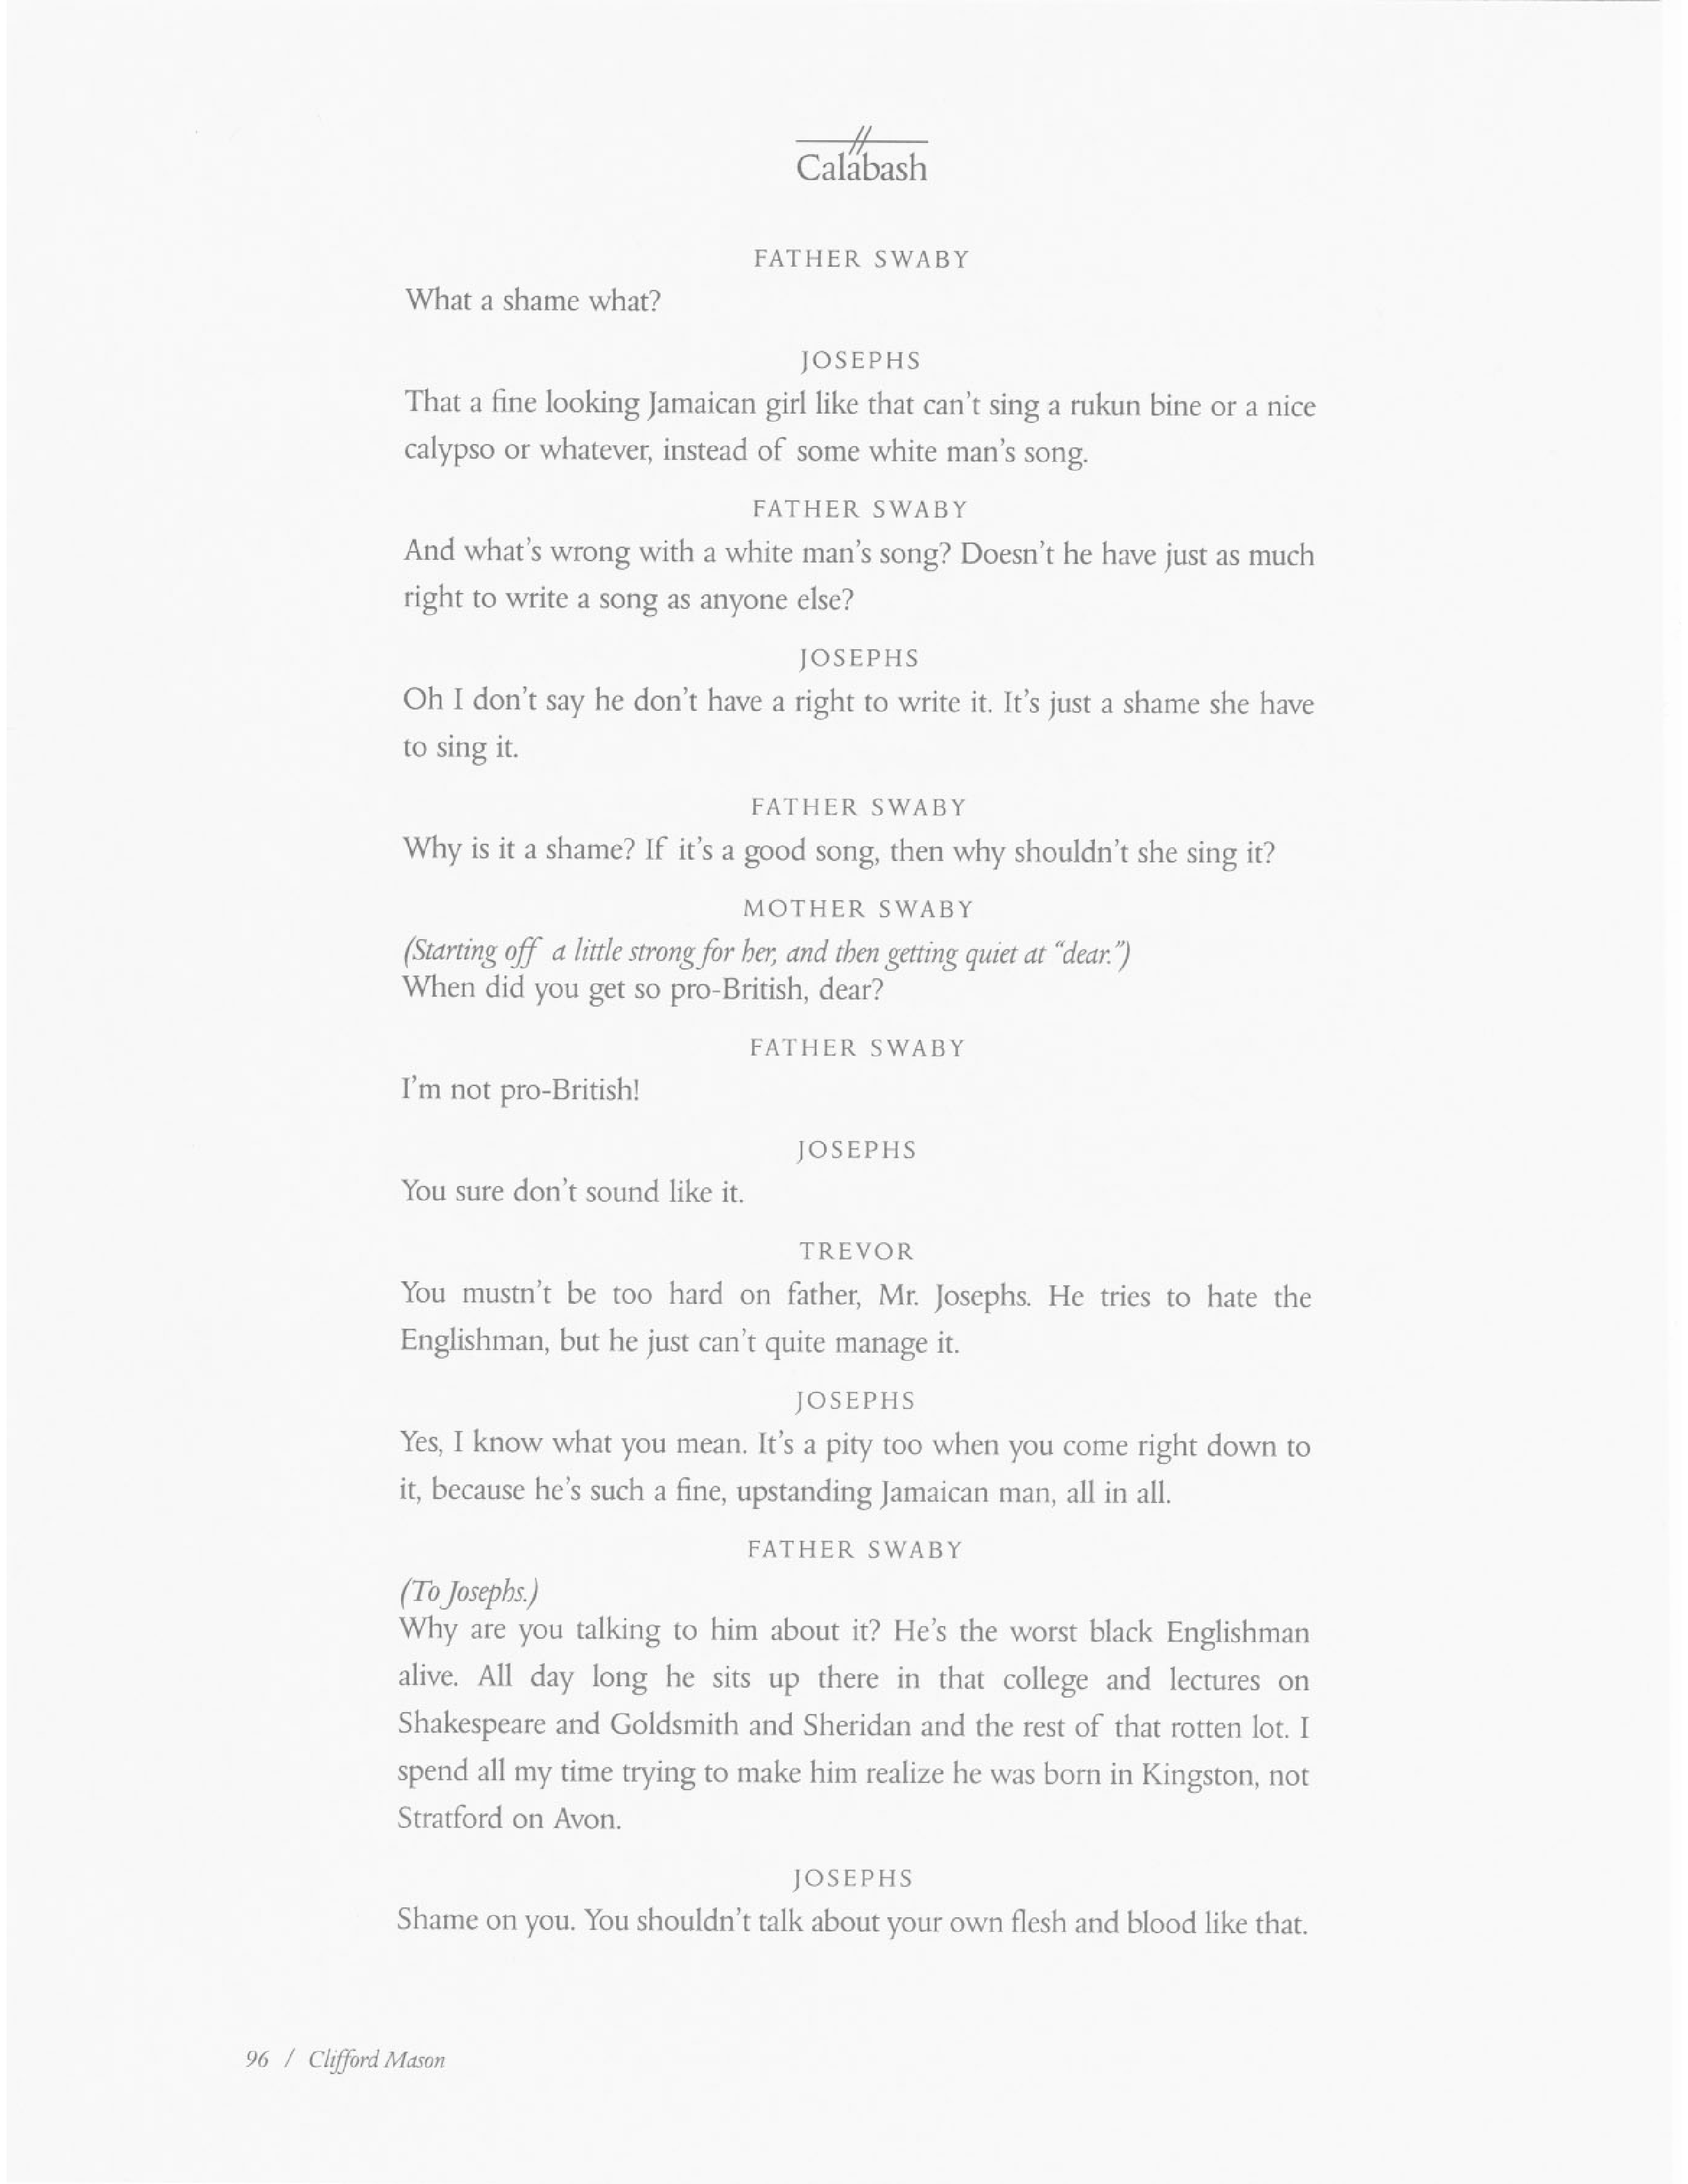 Calabash
FATHER SWABY
What a shame what?
JOSEPHS
That a fine looking Jamaican girl like that can't sing a rukun bine or a nice
calypso or whatever, instead of some white man's song.
FATHER SWABY
And what's wrong with a white man's song? Doesn't he have just as much
right to write a song as anyone else?
JOSEPHS
Oh I don't say he don't have a right to write it. It's just a shame she have
to sing it.
FATHER SWABY
Why is it a shame? If it's a good song, then why shouldn't she sing it?
MOTHER SWABY
(Starting off a little strong for her, and then getting quiet at “dear.”)
When did you get so pro-British, dear?
FATHER SWABY
I'm not pro-British!
JOSEPHS
You sure don't sound like it.
TREVOR
You mustn't be too hard on father, Mr. Josephs. He tries to hate the
Englishman, but he just can't quite manage it.
JOSEPHS
Yes, I know what you mean. It's a pity too when you come right down to
it, because he's such a fine, upstanding Jamaican man, all in all.
FATHER SWABY
(To Josephs.)
Why are you talking to him about it? He's the worst black Englishman
alive. All day long he sits up there in that college and lectures on
Shakespeare and Goldsmith and Sheridan and the rest of that rotten lot. I
spend all my time trying to make him realize he was born in Kingston, not
Stratford on Avon.
JOSEPHS
Shame on you. You shouldn't talk about your own flesh and blood like that.
96 / Clifford Mason